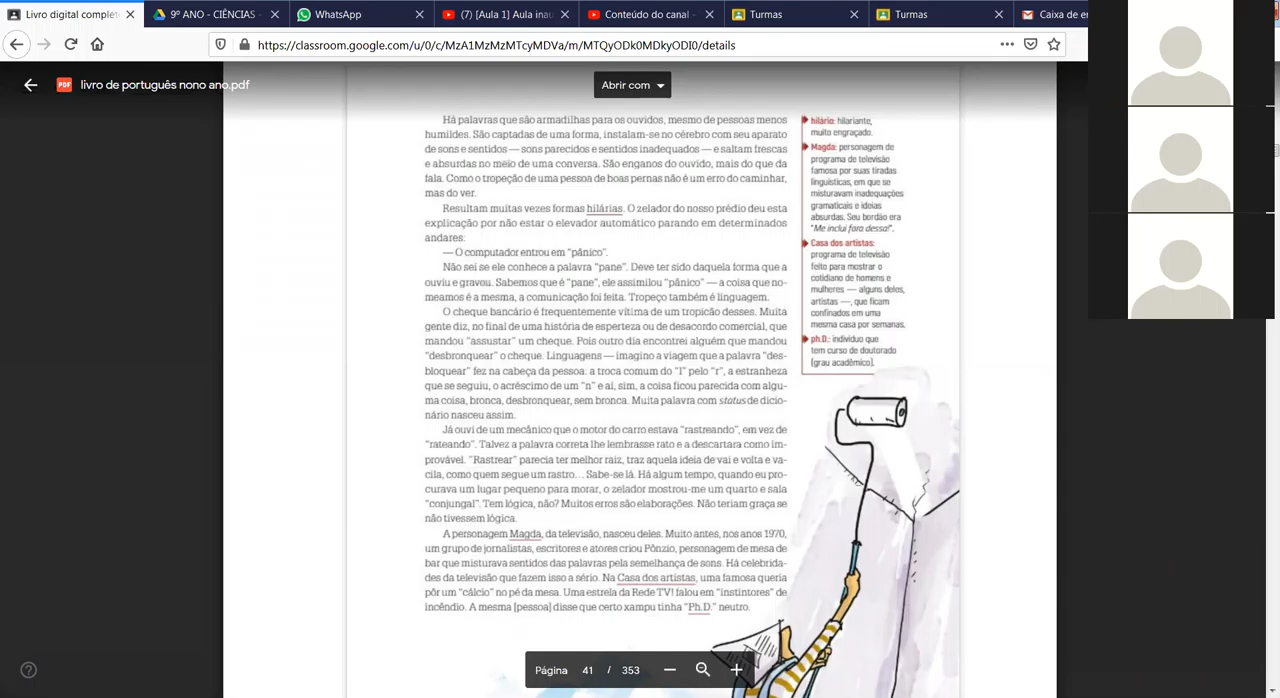 Livro digital complet
9º ANO - CIÊNCIAS -
WhatsApp
(7) [Aula 1] Aula inau
Conteúdo do canal -
Turmas
Turmas
Caixa de en
https://classroom.google.com/u/0/c/MzA1MzMzMTcyMDVa/m/MTQyODk0MDkyODI0/details
PDF
livro de português nono ano.pdf
Abrir com
Há palavras que são armadilhas para os ouvidos, mesmo de pessoas menos
humildes. São captadas de uma forma, instalam-se no cérebro com seu aparato
de sons e sentidos — sons parecidos e sentidos inadequados — e saltam frescas
e absurdas no meio de uma conversa. São enganos do ouvido, mais do que da
fala. Como o tropeção de uma pessoa de boas pernas não é um erro do caminhar,
mas do ver.
Resultam muitas vezes formas hilárias. O zelador do nosso prédio deu esta
explicação por não estar o elevador automático parando em determinados
andares:
— O computador entrou em “pânico”.
Não sei se ele conhece a palavra “pane”. Deve ter sido daquela forma que a
ouviu e gravou. Sabemos que é “pane”, ele assimilou “pânico” — a coisa que no-
meamos é a mesma, a comunicação foi feita. Tropeço também é linguagem.
O cheque bancário é frequentemente vítima de um tropicão desses. Muita
gente diz, no final de uma história de esperteza ou de desacordo comercial, que
mandou “assustar” um cheque. Pois outro dia encontrei alguém que mandou
“desbronquear” o cheque. Linguagens — imagino a viagem que a palavra “des-
bloquear” fez na cabeça da pessoa: a troca comum do “l” pelo “r”, a estranheza
que se seguiu, o acréscimo de um “n” e aí, sim, a coisa ficou parecida com algu-
ma coisa, bronca, desbronquear, sem bronca. Muita palavra com status de dicio-
nário nasceu assim.
Já ouvi de um mecânico que o motor do carro estava “rastreando”, em vez de
“rateando”. Talvez a palavra correta lhe lembrasse rato e a descartara como im-
provável. “Rastrear” parecia ter melhor raiz, traz aquela ideia de vai e volta e va-
cila, como quem segue um rastro... Sabe-se lá. Há algum tempo, quando eu pro-
curava um lugar pequeno para morar, o zelador mostrou-me um quarto e sala
“conjungal”. Tem lógica, não? Muitos erros são elaborações. Não teriam graça se
não tivessem lógica.
A personagem Magda, da televisão, nasceu deles. Muito antes, nos anos 1970,
um grupo de jornalistas, escritores e atores criou Pônzio, personagem de mesa de
bar que misturava sentidos das palavras pela semelhança de sons. Há celebrida-
des da televisão que fazem isso a sério. Na Casa dos artistas, uma famosa queria
pôr um “cálcio” no pé da mesa. Uma estrela da Rede TV! falou em “instintores” de
incêndio. A mesma [pessoa] disse que certo xampu tinha “Ph.D.” neutro.
hilário: hilariante,
muito engraçado.
Magda: personagem de
programa de televisão
famosa por suas tiradas
linguísticas, em que se
misturavam inadequações
gramaticais e ideias
absurdas. Seu bordão era
“Me inclui fora dessa!”.
Casa dos artistas:
programa de televisão
feito para mostrar o
cotidiano de homens e
mulheres — alguns deles,
artistas —, que ficam
confinados em uma
mesma casa por semanas.
ph.D.: indivíduo que
tem curso de doutorado
(grau acadêmico).
Página 41 / 353